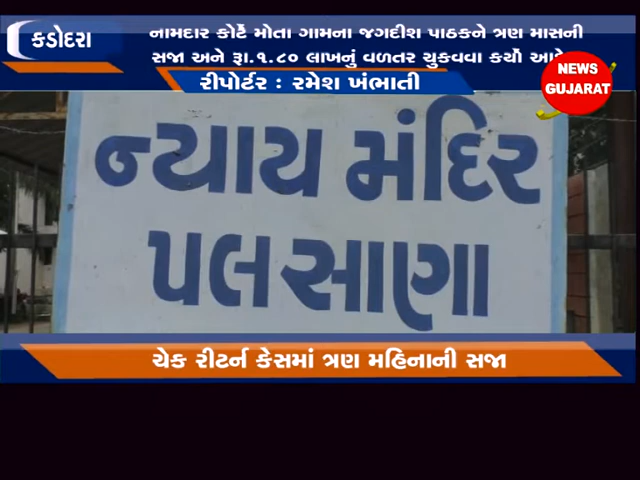 કડોદરા
નામદાર કોર્ટે મોતા ગામના જગદીશ પાઠકને ત્રણ માસની
સજા અને રૂા.૧.૮૦ લાખનું વળતર ચુકવવા કર્યો
રીપોર્ટર : રમેશ ખંભાતી
NEWS
GUJARAT
ન્યાય મંદિર
પલસાણા
ચેક રીટર્ન કેસમાં ત્રણ મહિનાની સજા